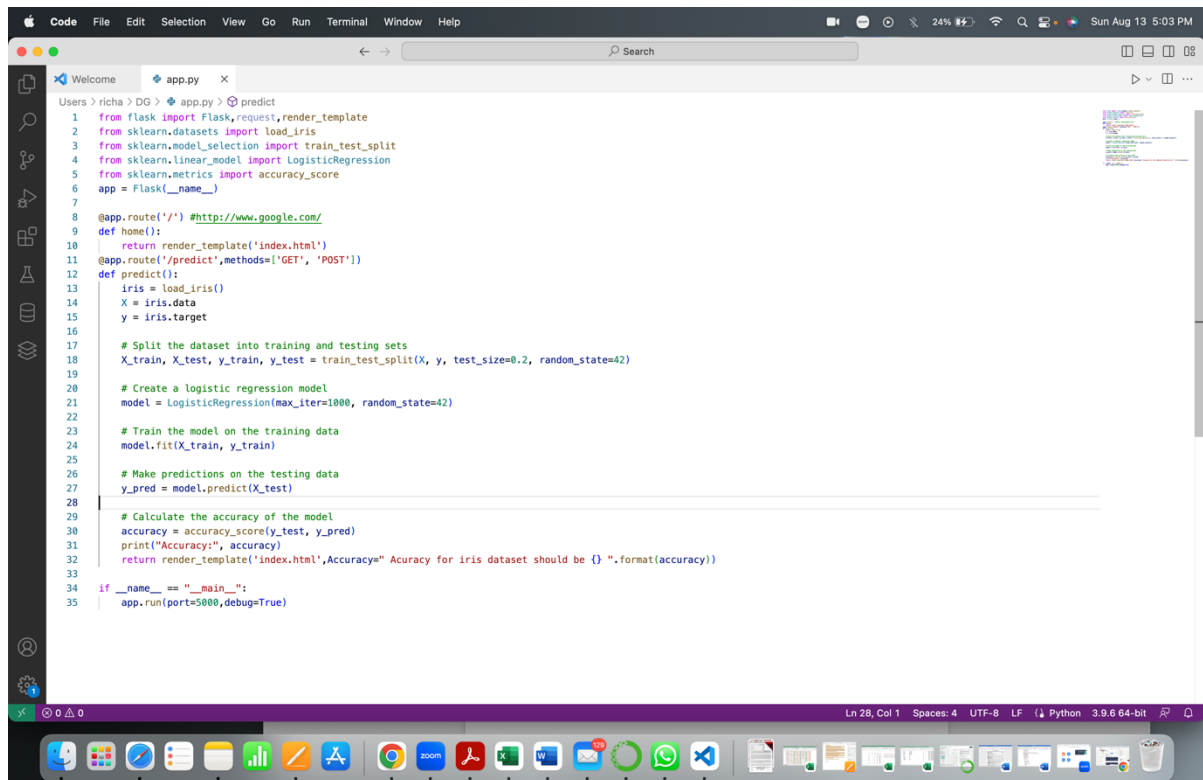 Code File Edit Selection View Go Run Terminal Window Help 24% Sun Aug 13 5:03 PM
Search
Welcome app.py
Users > richa > DG > app.py > predict
1 from flask import Flask,request,render_template
2 from sklearn.datasets import load_iris
3 from sklearn.model_selection import train_test_split
4 from sklearn.linear_model import LogisticRegression
5 from sklearn.metrics import accuracy_score
6 app = Flask(__name__)
7
8 @app.route('/') #http://www.google.com/
9 def home():
10     return render_template('index.html')
11 @app.route('/predict',methods=['GET', 'POST'])
12 def predict():
13     iris = load_iris()
14     X = iris.data
15     y = iris.target
16
17     # Split the dataset into training and testing sets
18     X_train, X_test, y_train, y_test = train_test_split(X, y, test_size=0.2, random_state=42)
19
20     # Create a logistic regression model
21     model = LogisticRegression(max_iter=1000, random_state=42)
22
23     # Train the model on the training data
24     model.fit(X_train, y_train)
25
26     # Make predictions on the testing data
27     y_pred = model.predict(X_test)
28
29     # Calculate the accuracy of the model
30     accuracy = accuracy_score(y_test, y_pred)
31     print("Accuracy:", accuracy)
32     return render_template('index.html',Accuracy=" Acuracy for iris dataset should be {} ".format(accuracy))
33
34 if __name__ == "__main__":
35     app.run(port=5000,debug=True)
1
0 0 Ln 28, Col 1 Spaces: 4 UTF-8 LF Python 3.9.6 64-bit
zoom 129